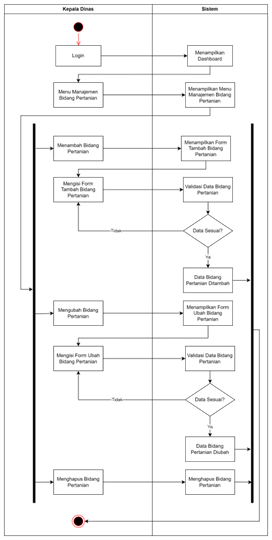 Kepala Dinas
Sistem
Login
Menampilkan
Dashboard
Menu Manajemen
Bidang Pertanian
Menampilkan Menu
Manajemen Bidang
Pertanian
Menambah Bidang
Pertanian
Menampilkan Form
Tambah Bidang
Pertanian
Mengisi Form
Tambah Bidang
Pertanian
Validasi Data Bidang
Pertanian
Tidak
Data Sesuai?
Ya
Data Bidang
Pertanian Ditambah
Mengubah Bidang
Pertanian
Menampilkan Form
Ubah Bidang
Pertanian
Mengisi Form Ubah
Bidang Pertanian
Validasi Data Bidang
Pertanian
Tidak
Data Sesuai?
Ya
Data Bidang
Pertanian Diubah
Menghapus Bidang
Pertanian
Menghapus Bidang
Pertanian